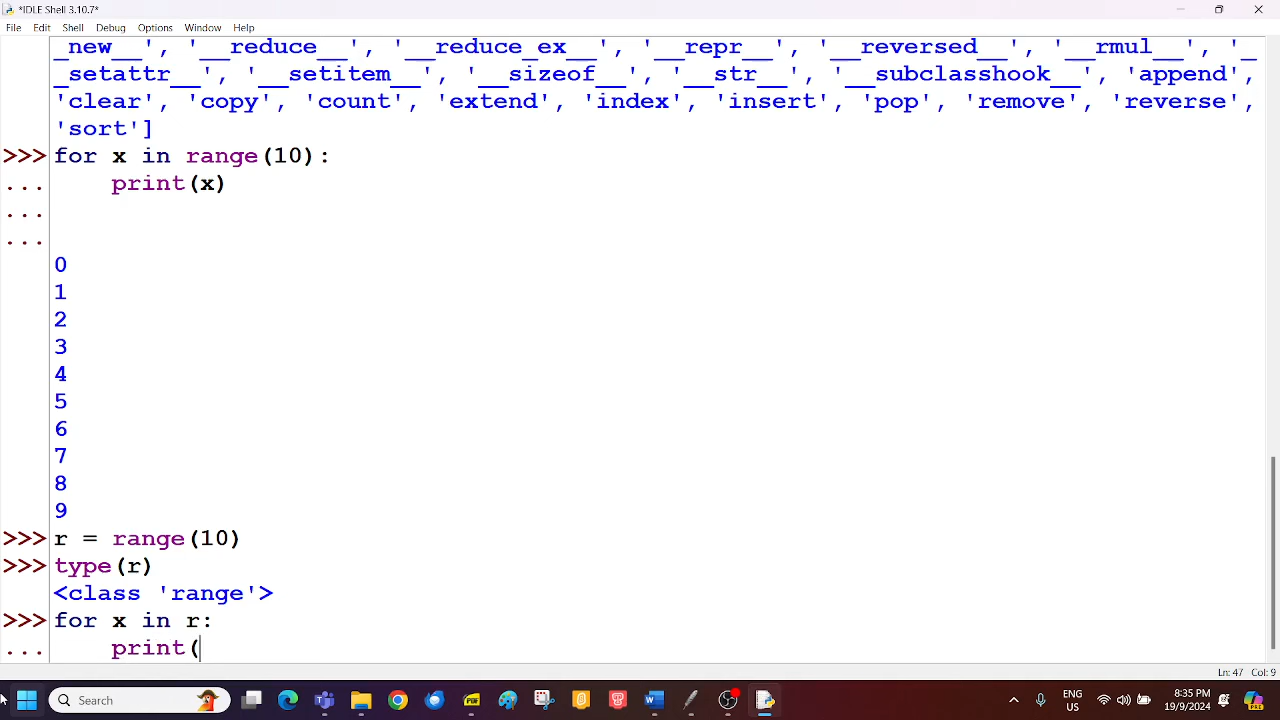 *IDLE Shell 3.10.7*
File Edit Shell Debug Options Window Help
_new__', '__reduce__', '__reduce_ex__', '__repr__', '__reversed__', '__rmul__', '_
_setattr__', '__setitem__', '__sizeof__', '__str__', '__subclasshook__', 'append',
'clear', 'copy', 'count', 'extend', 'index', 'insert', 'pop', 'remove', 'reverse',
'sort']
>>> for x in range(10):
... print(x)
...
...
0
1
2
3
4
5
6
7
8
9
>>> r = range(10)
>>> type(r)
<class 'range'>
>>> for x in r:
... print(
Ln: 47 Col: 9
Search
ENG
US
8:35 PM
19/9/2024